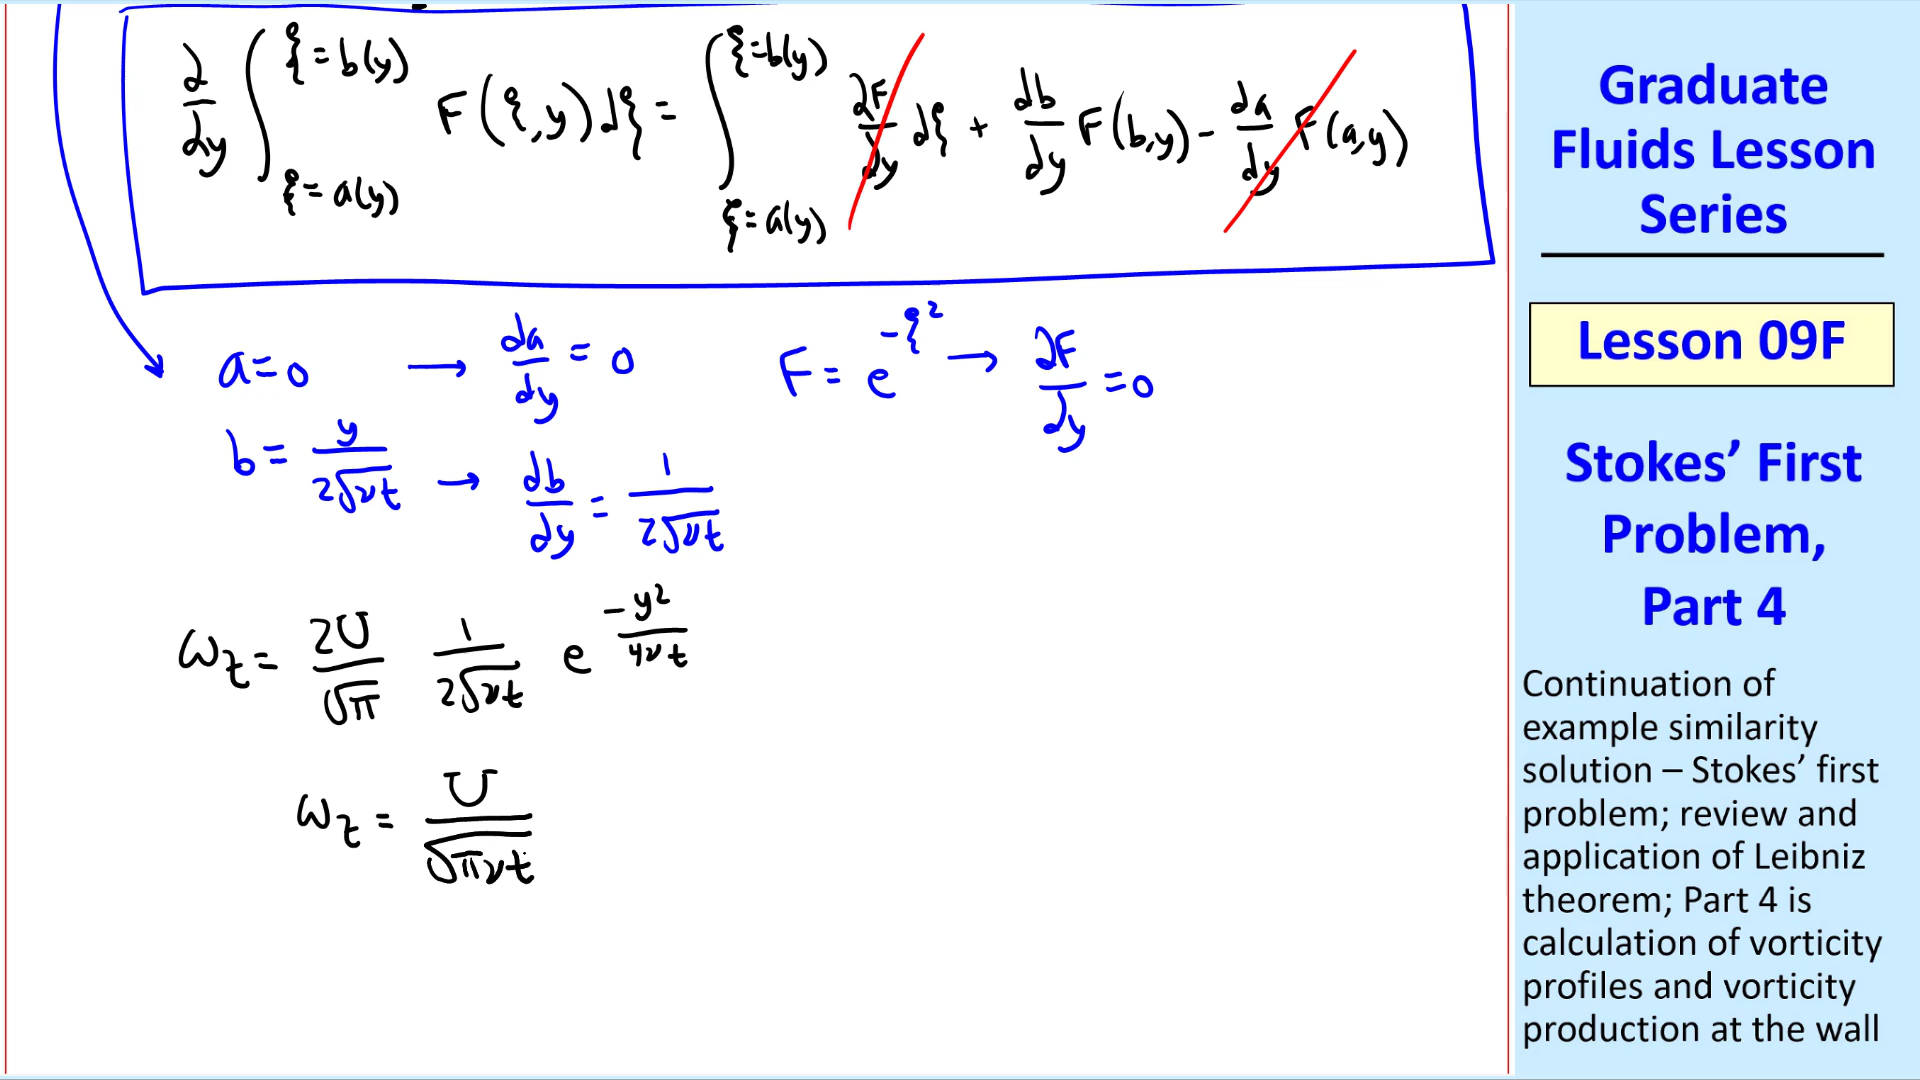 ∂/∂y ∫_{ξ=a(y)}^{ξ=b(y)} F(ξ,y)dξ = ∫_{ξ=a(y)}^{ξ=b(y)} ∂F/∂y dξ + db/dy F(b,y) - da/dy F(a,y)
a=0 → da/dy = 0 F = e^{-ξ²} → ∂F/∂y = 0
b = y/(2√νt) → db/dy = 1/(2√νt)
ω_z = 2U/√π 1/(2√νt) e^{-y²/4νt}
ω_z = U/√πνt
Graduate
Fluids Lesson
Series
Lesson 09F
Stokes’ First
Problem,
Part 4
Continuation of
example similarity
solution – Stokes’ first
problem; review and
application of Leibniz
theorem; Part 4 is
calculation of vorticity
profiles and vorticity
production at the wall